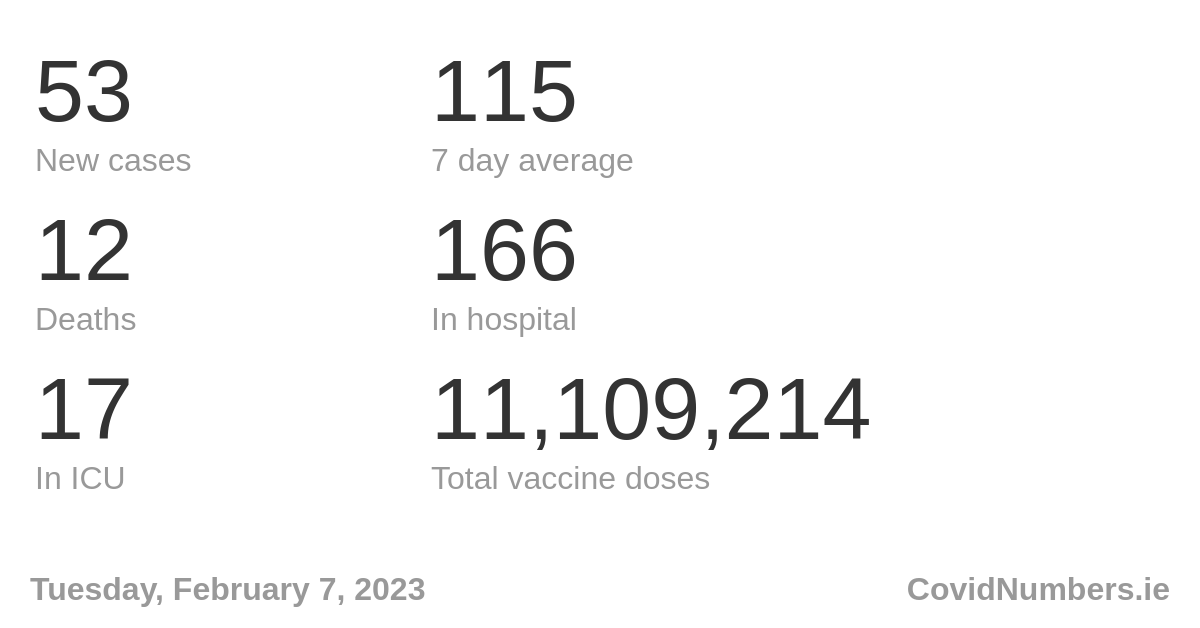 53
115
New cases
7 day average
12
166
Deaths
In hospital
17
11,109,214
In ICU
Total vaccine doses
Tuesday, February 7, 2023
CovidNumbers.ie